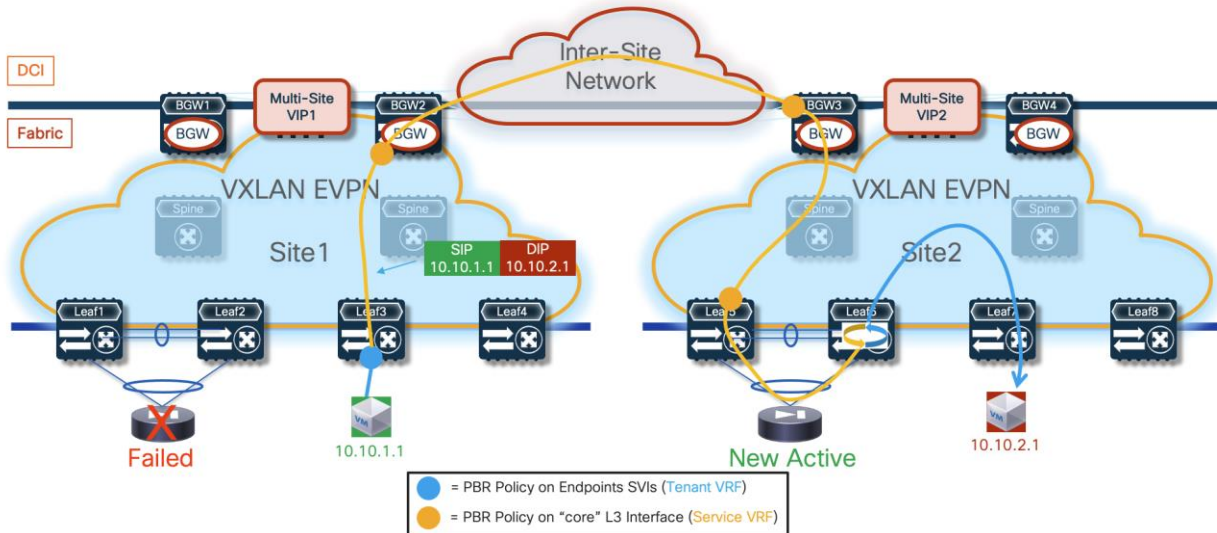 Inter-Site
Network
DCI
Fabric
BGW1
BGW
Multi-Site
VIP1
BGW2
BGW
BGW3
BGW
Multi-Site
VIP2
BGW4
BGW
VXLAN EVPN
VXLAN EVPN
Spine
Spine
Spine
Spine
Site1
Site2
SIP
10.10.1.1
DIP
10.10.2.1
Leaf1
Leaf2
Leaf3
Leaf4
Leaf8
VM
VM
Failed
10.10.1.1
New Active
10.10.2.1
= PBR Policy on Endpoints SVIs (Tenant VRF)
= PBR Policy on “core” L3 Interface (Service VRF)